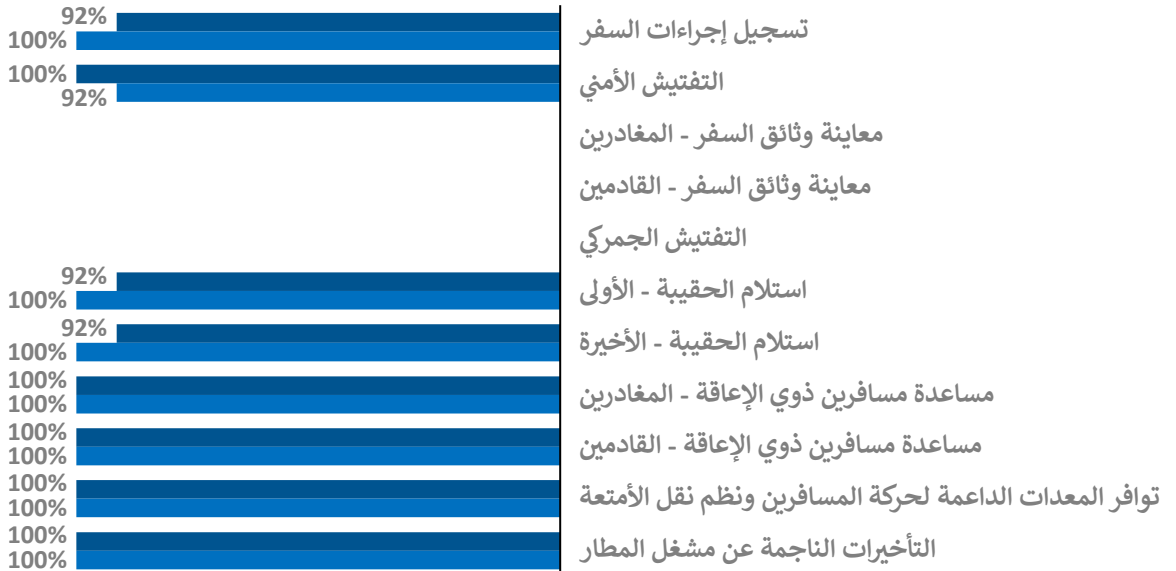 تسجيل إجراءات السفر
92%
100%
التفتيش الأمني
100%
92%
معاينة وثائق السفر - المغادرين
معاينة وثائق السفر - القادمين
التفتيش الجمركي
استلام الحقيبة - الأولى
92%
100%
استلام الحقيبة - الأخيرة
92%
100%
مساعدة مسافرين ذوي الإعاقة - المغادرين
100%
100%
مساعدة مسافرين ذوي الإعاقة - القادمين
100%
100%
توافر المعدات الداعمة لحركة المسافرين ونظم نقل الأمتعة
100%
100%
التأخيرات الناجمة عن مشغل المطار
100%
100%